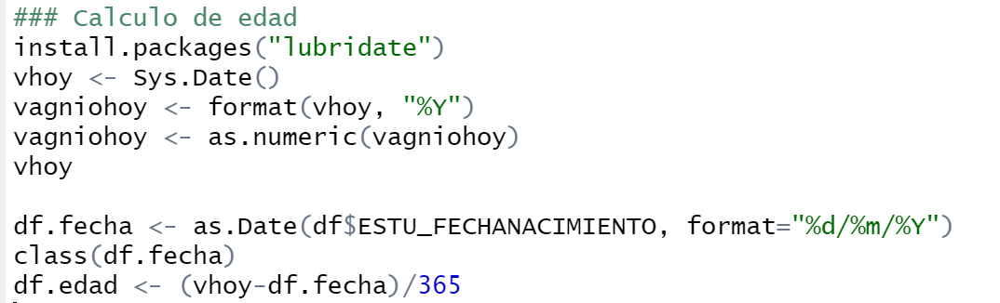 ### Calculo de edad
install.packages("lubridate")
vhoy <- Sys.Date()
vagniohoy <- format(vhoy, "%Y")
vagniohoy <- as.numeric(vagniohoy)
vhoy
df.fecha <- as.Date(df$ESTU_FECHANACIMIENTO, format="%d/%m/%Y")
class(df.fecha)
df.edad <- (vhoy-df.fecha)/365